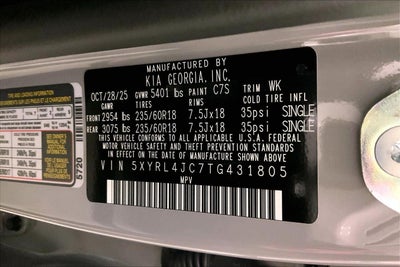 MANUFACTURED BY
KIA GEORGIA, INC.
OCT/28/25 GVWR 5401 lbs PAINT C7S TRIM WK
GAWR TIRES RIMS COLD TIRE INFL
FRONT 2954 lbs 235/60R18 7.5Jx18 35psi SINGLE
REAR 3075 lbs 235/60R18 7.5Jx18 35psi SINGLE
THIS VEHICLE CONFORMS TO ALL APPLICABLE U.S.A. FEDERAL
MOTOR VEHICLE SAFETY, BUMPER, AND THEFT PREVENTION
STANDARDS IN EFFECT ON THE DATE OF MANUFACTURE SHOWN ABOVE.
VIN 5XYRL4JC7TG431805
MPV
5720